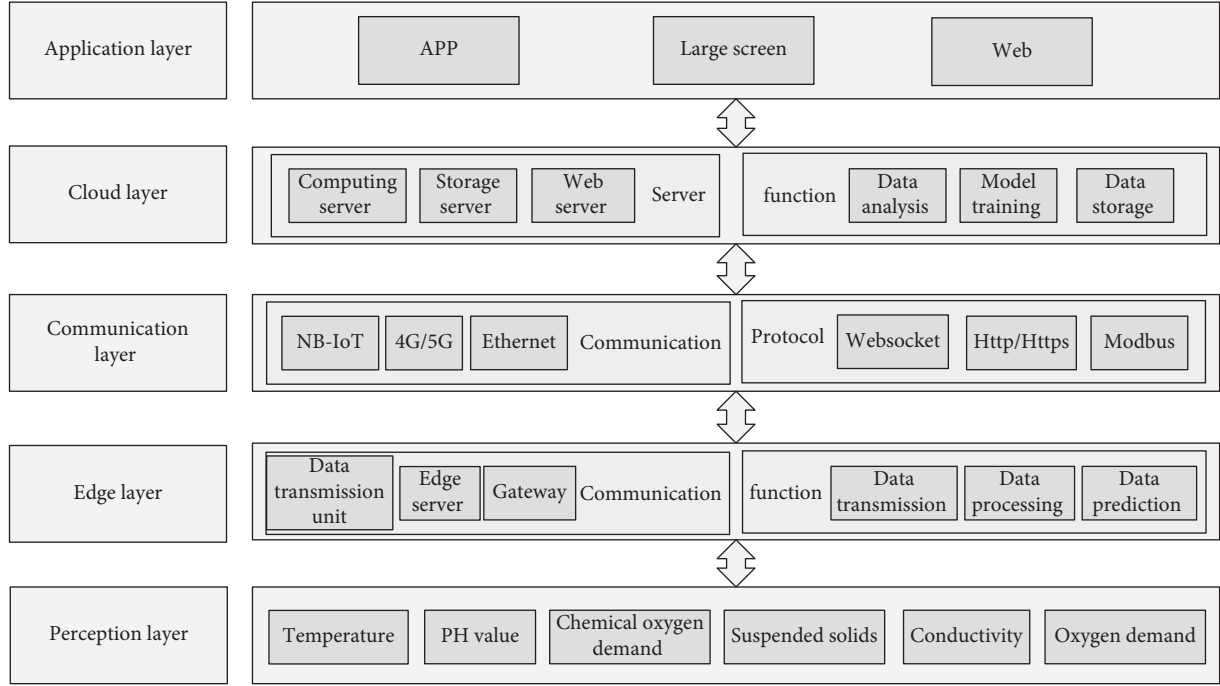 Application layer
APP
Large screen
Web
Cloud layer
Computing
server
Storage
server
Web
server
Server
function
Data
analysis
Model
training
Data
storage
Communication
layer
NB-IoT
4G/5G
Ethernet
Communication
Protocol
Websocket
Http/Https
Modbus
Edge layer
Data
transmission
unit
Edge
server
Gateway
Communication
function
Data
transmission
Data
processing
Data
prediction
Perception layer
Temperature
PH value
Chemical oxygen
demand
Suspended solids
Conductivity
Oxygen demand